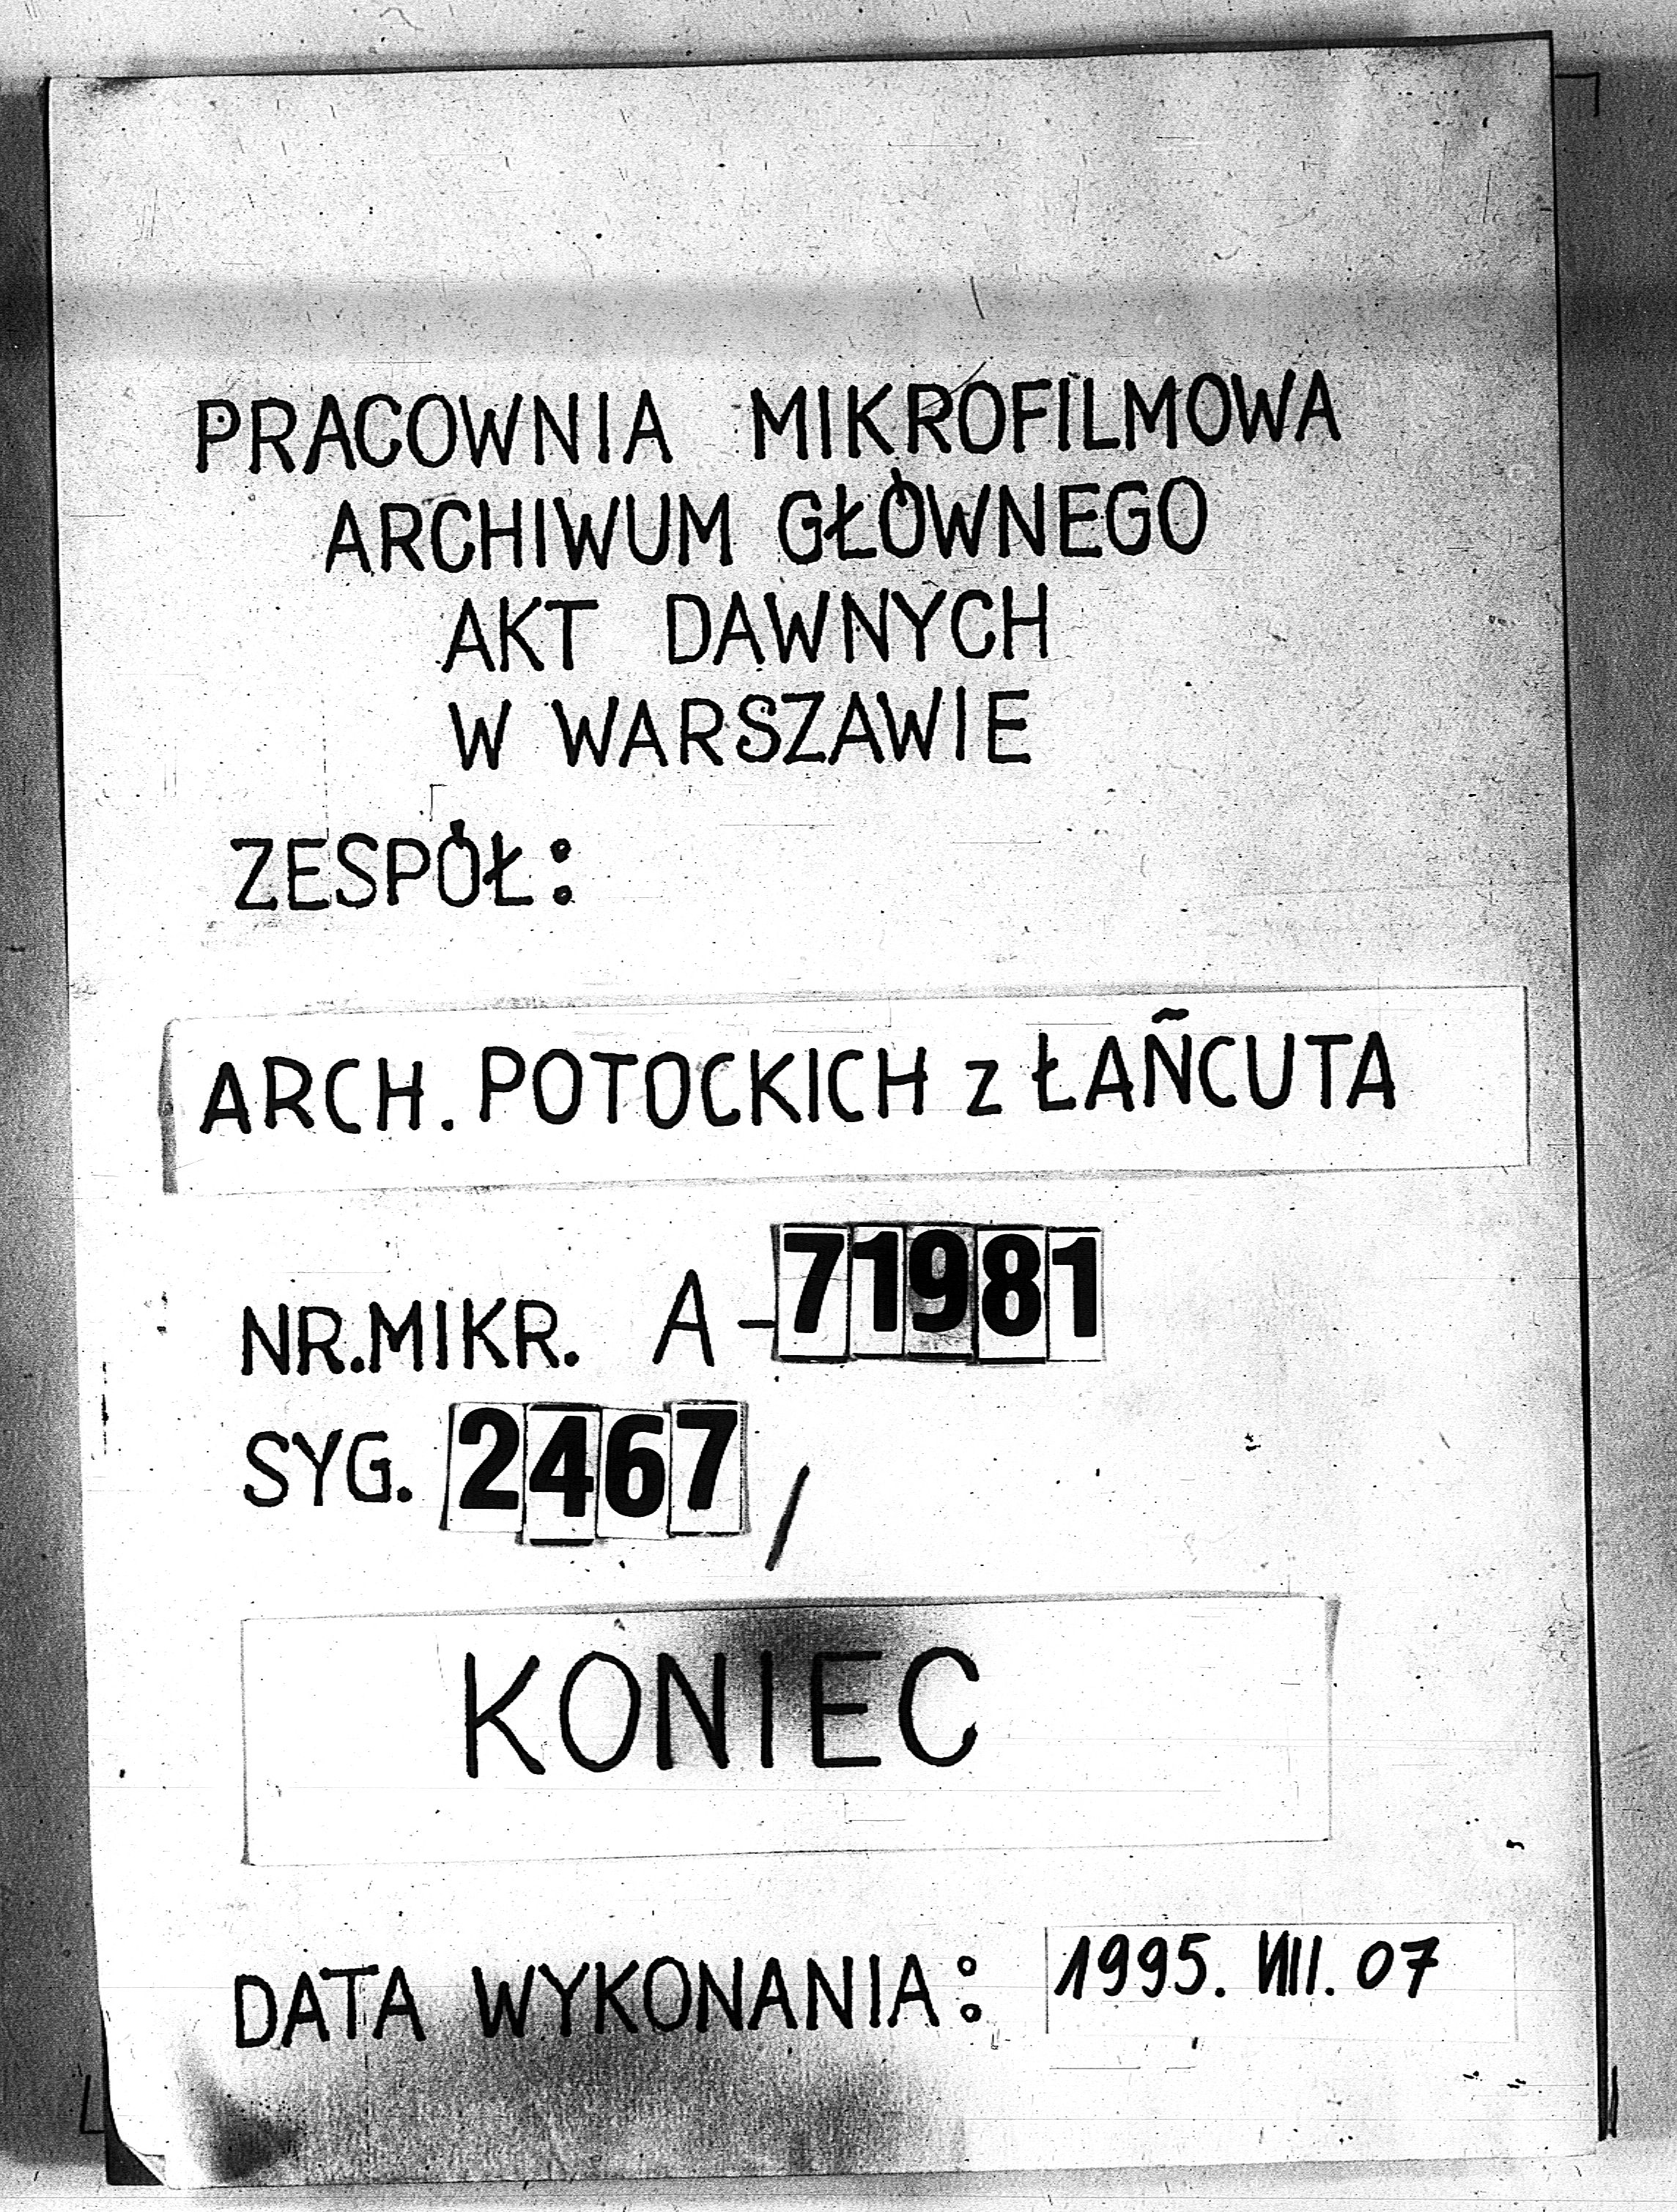 PRACOWNIA MIKROFILMOWA
ARCHIWUM GŁÓWNEGO
AKT DAWNYCH
W WARSZAWIE
ZESPÓŁ:
ARCH. POTOCKICH z ŁAŃCUTA
NR.MIKR. A-71981
SYG. 2467/
KONIEC
DATA WYKONANIA: 1995. VIII. 07